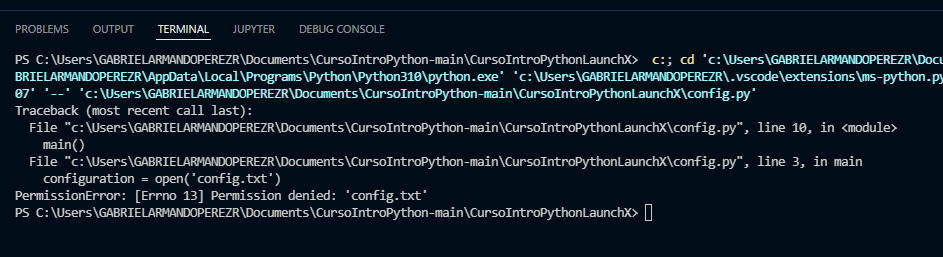 PROBLEMS OUTPUT TERMINAL JUPYTER DEBUG CONSOLE
PS C:\Users\GABRIELARMANDOPEREZR\Documents\CursoIntroPython-main\CursoIntroPythonLaunchX> c:; cd 'c:\Users\GABRIELARMANDOPEREZR\Docu
BRIELARMANDOPEREZR\AppData\Local\Programs\Python\Python310\python.exe' 'c:\Users\GABRIELARMANDOPEREZR\.vscode\extensions\ms-python.py
07' '--' 'c:\Users\GABRIELARMANDOPEREZR\Documents\CursoIntroPython-main\CursoIntroPythonLaunchX\config.py'
Traceback (most recent call last):
File "c:\Users\GABRIELARMANDOPEREZR\Documents\CursoIntroPython-main\CursoIntroPythonLaunchX\config.py", line 10, in <module>
main()
File "c:\Users\GABRIELARMANDOPEREZR\Documents\CursoIntroPython-main\CursoIntroPythonLaunchX\config.py", line 3, in main
configuration = open('config.txt')
PermissionError: [Errno 13] Permission denied: 'config.txt'
PS C:\Users\GABRIELARMANDOPEREZR\Documents\CursoIntroPython-main\CursoIntroPythonLaunchX>